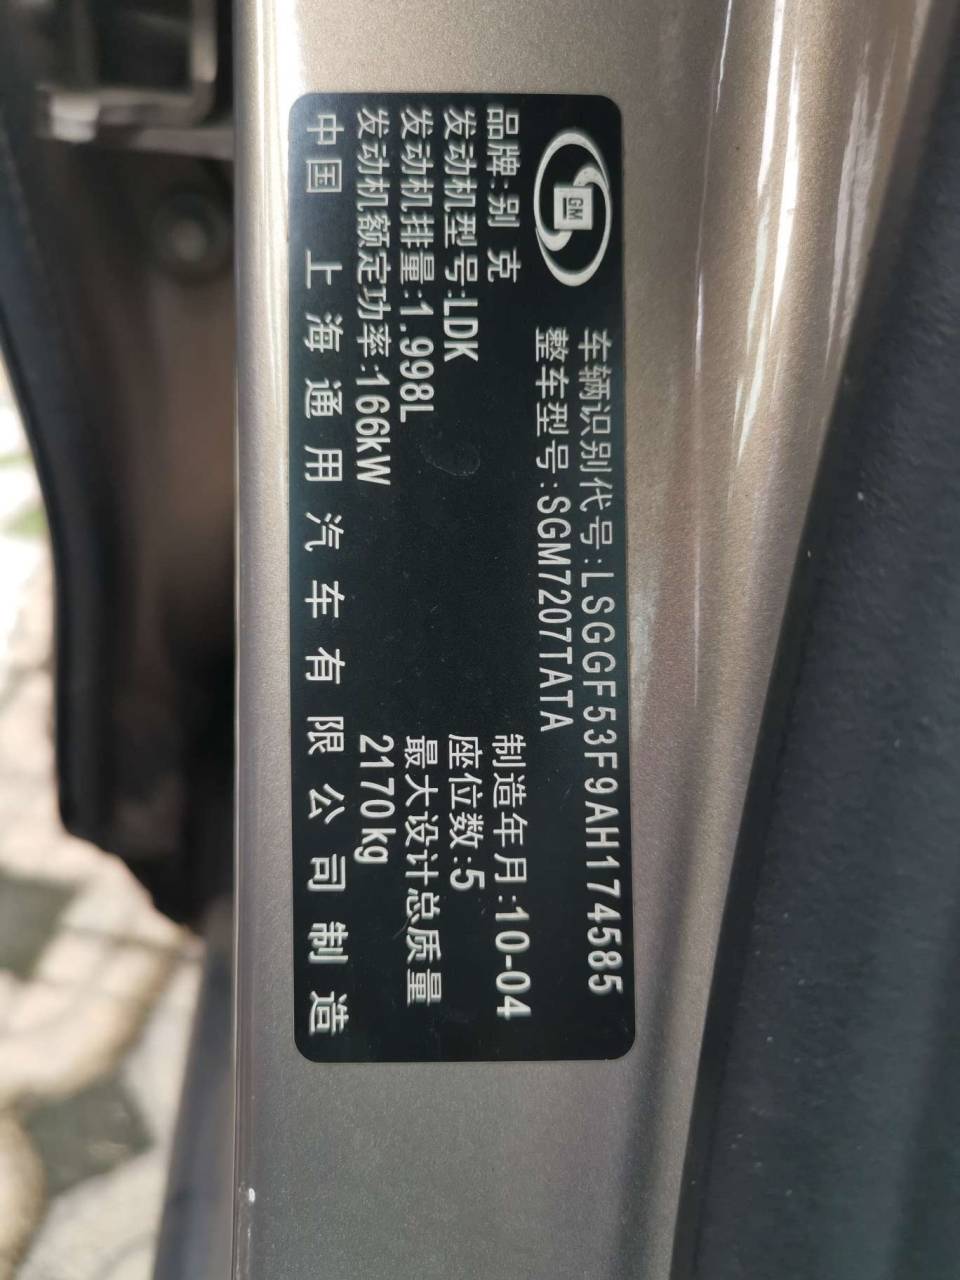 GM
车辆识别代号:LSGGF53F9AH174585
整车型号:SGM7207TATA
品牌:别克
制造年月:10-04
发动机型号:LDK
座位数:5
发动机排量:1.998L
最大设计总质量
发动机额定功率:166kW
2170kg
中国 上海通用汽车有限公司制造